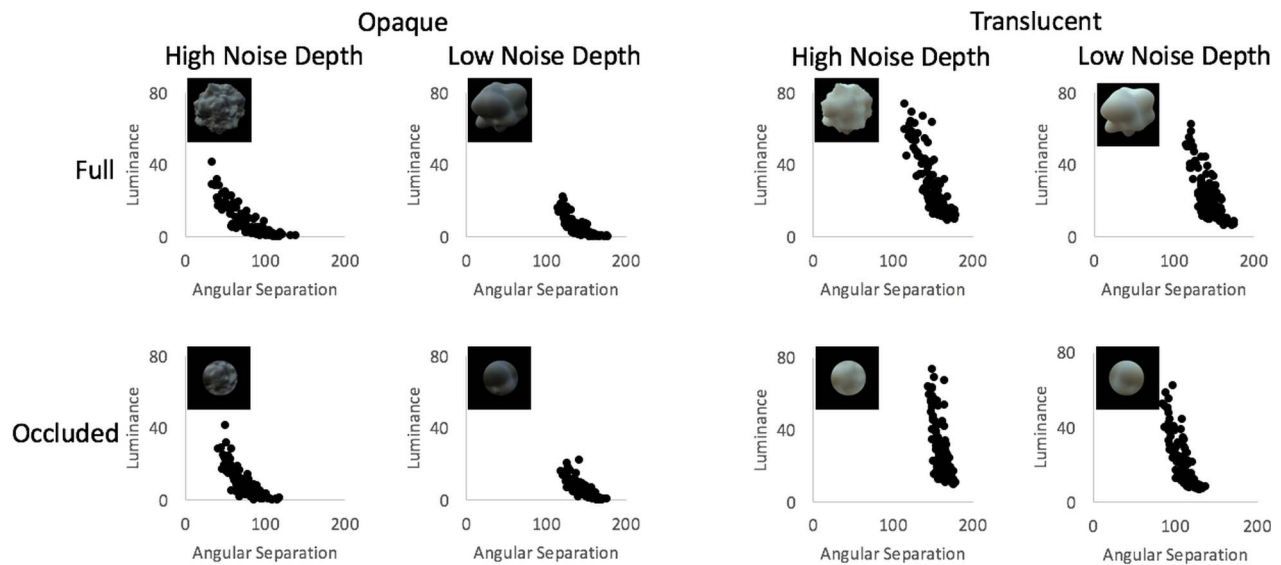 Opaque
Translucent
High Noise Depth
Low Noise Depth
High Noise Depth
Low Noise Depth
Full
Luminance
80
40
0
0
100
200
Angular Separation
Luminance
80
40
0
0
100
200
Angular Separation
Luminance
80
40
0
0
100
200
Angular Separation
Luminance
80
40
0
0
100
200
Angular Separation
Occluded
Luminance
80
40
0
0
100
200
Angular Separation
Luminance
80
40
0
0
100
200
Angular Separation
Luminance
80
40
0
0
100
200
Angular Separation
Luminance
80
40
0
0
100
200
Angular Separation